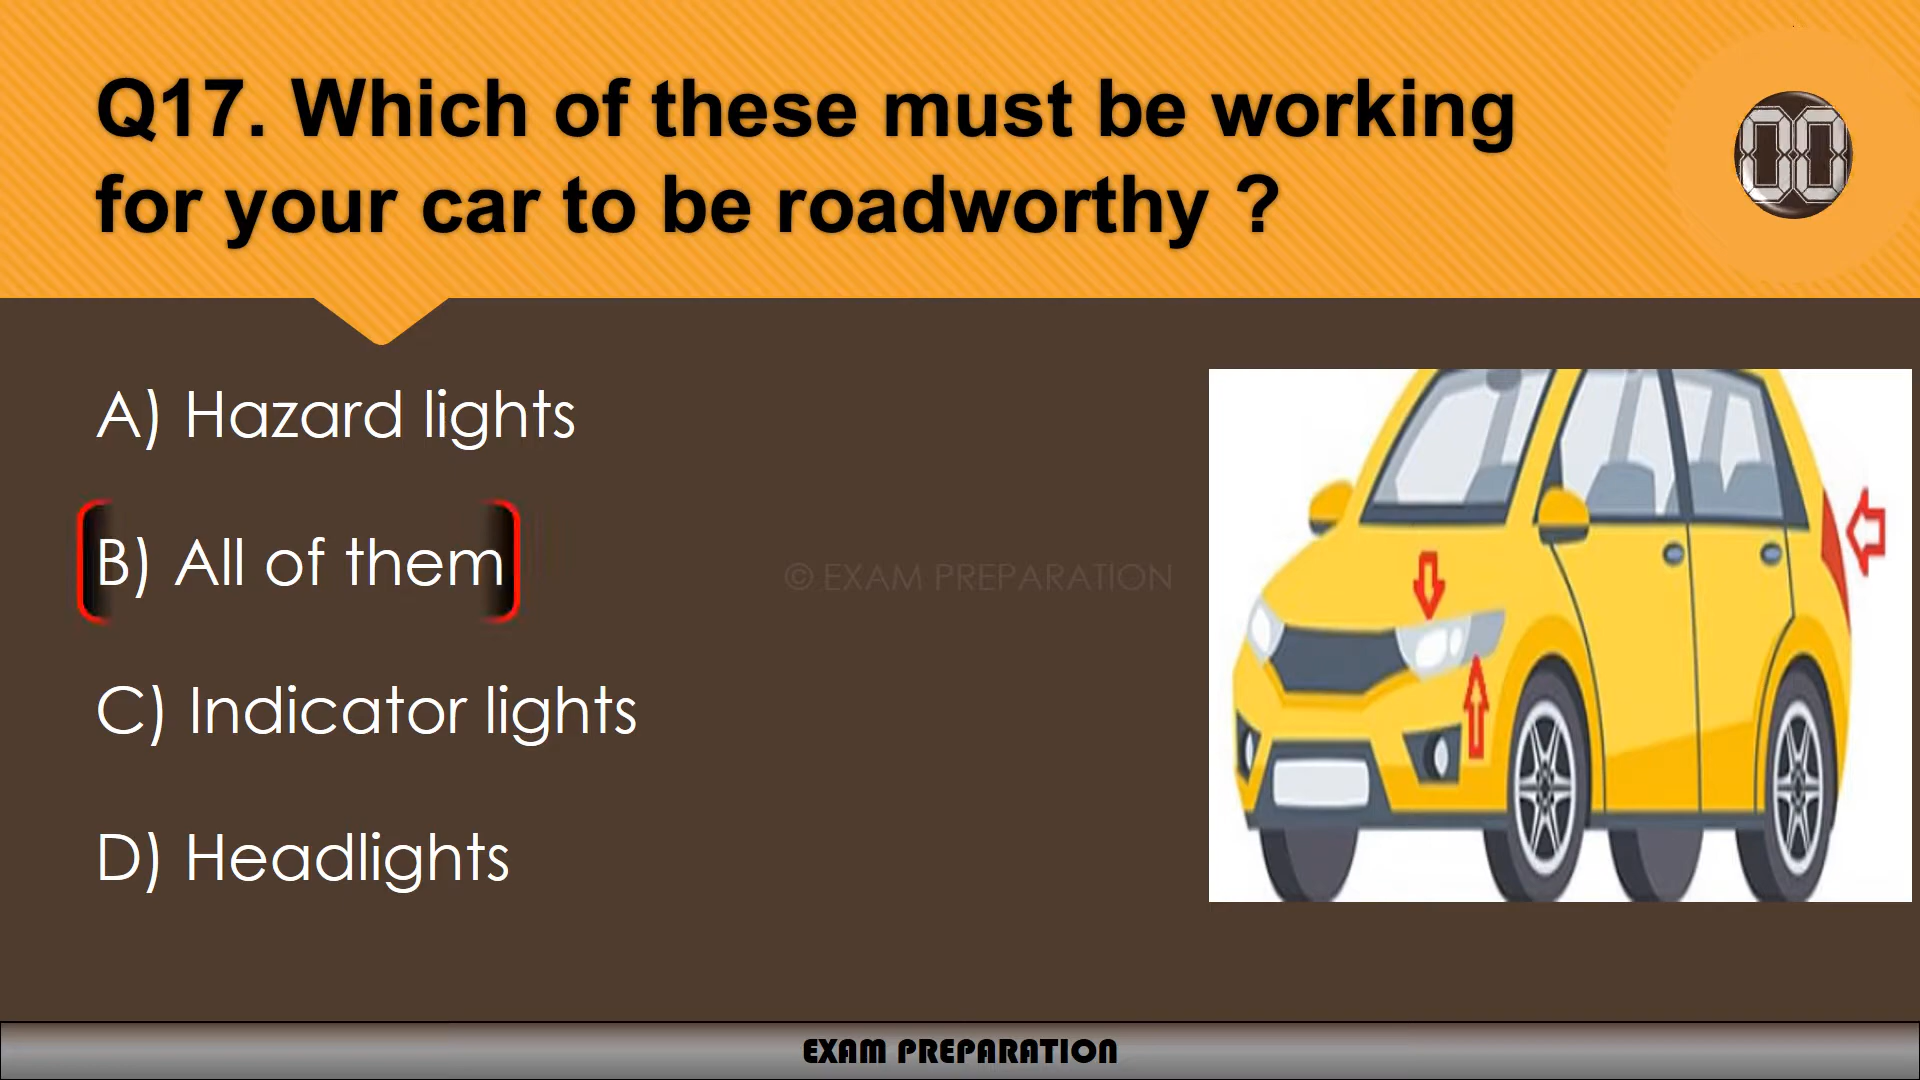 Q17. Which of these must be working
for your car to be roadworthy ?
00
A) Hazard lights
B) All of them
© EXAM PREPARATION
C) Indicator lights
D) Headlights
EXAM PREPARATION